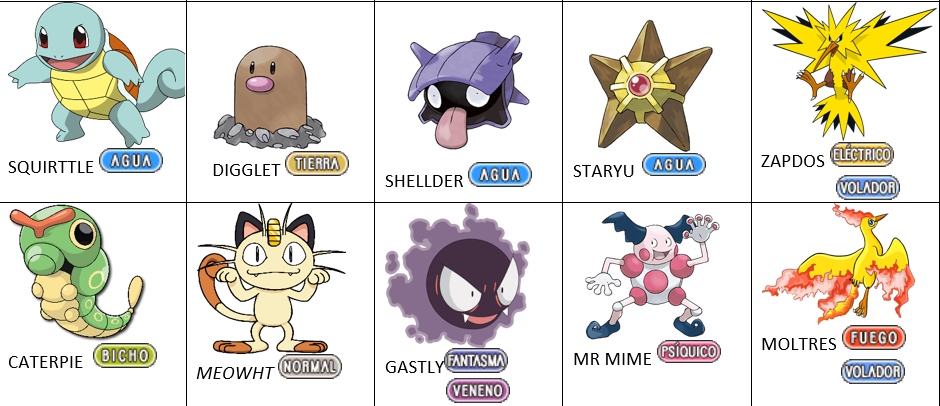 SQUIRTTLE AGUA
DIGGLET TIERRA
SHELLDER AGUA
STARYU AGUA
ZAPDOS ELÉCTRICO
VOLADOR
CATERPIE BICHO
MEOWHT NORMAL
GASTLY FANTASMA
VENENO
MR MIME PSÍQUICO
MOLTRES FUEGO
VOLADOR